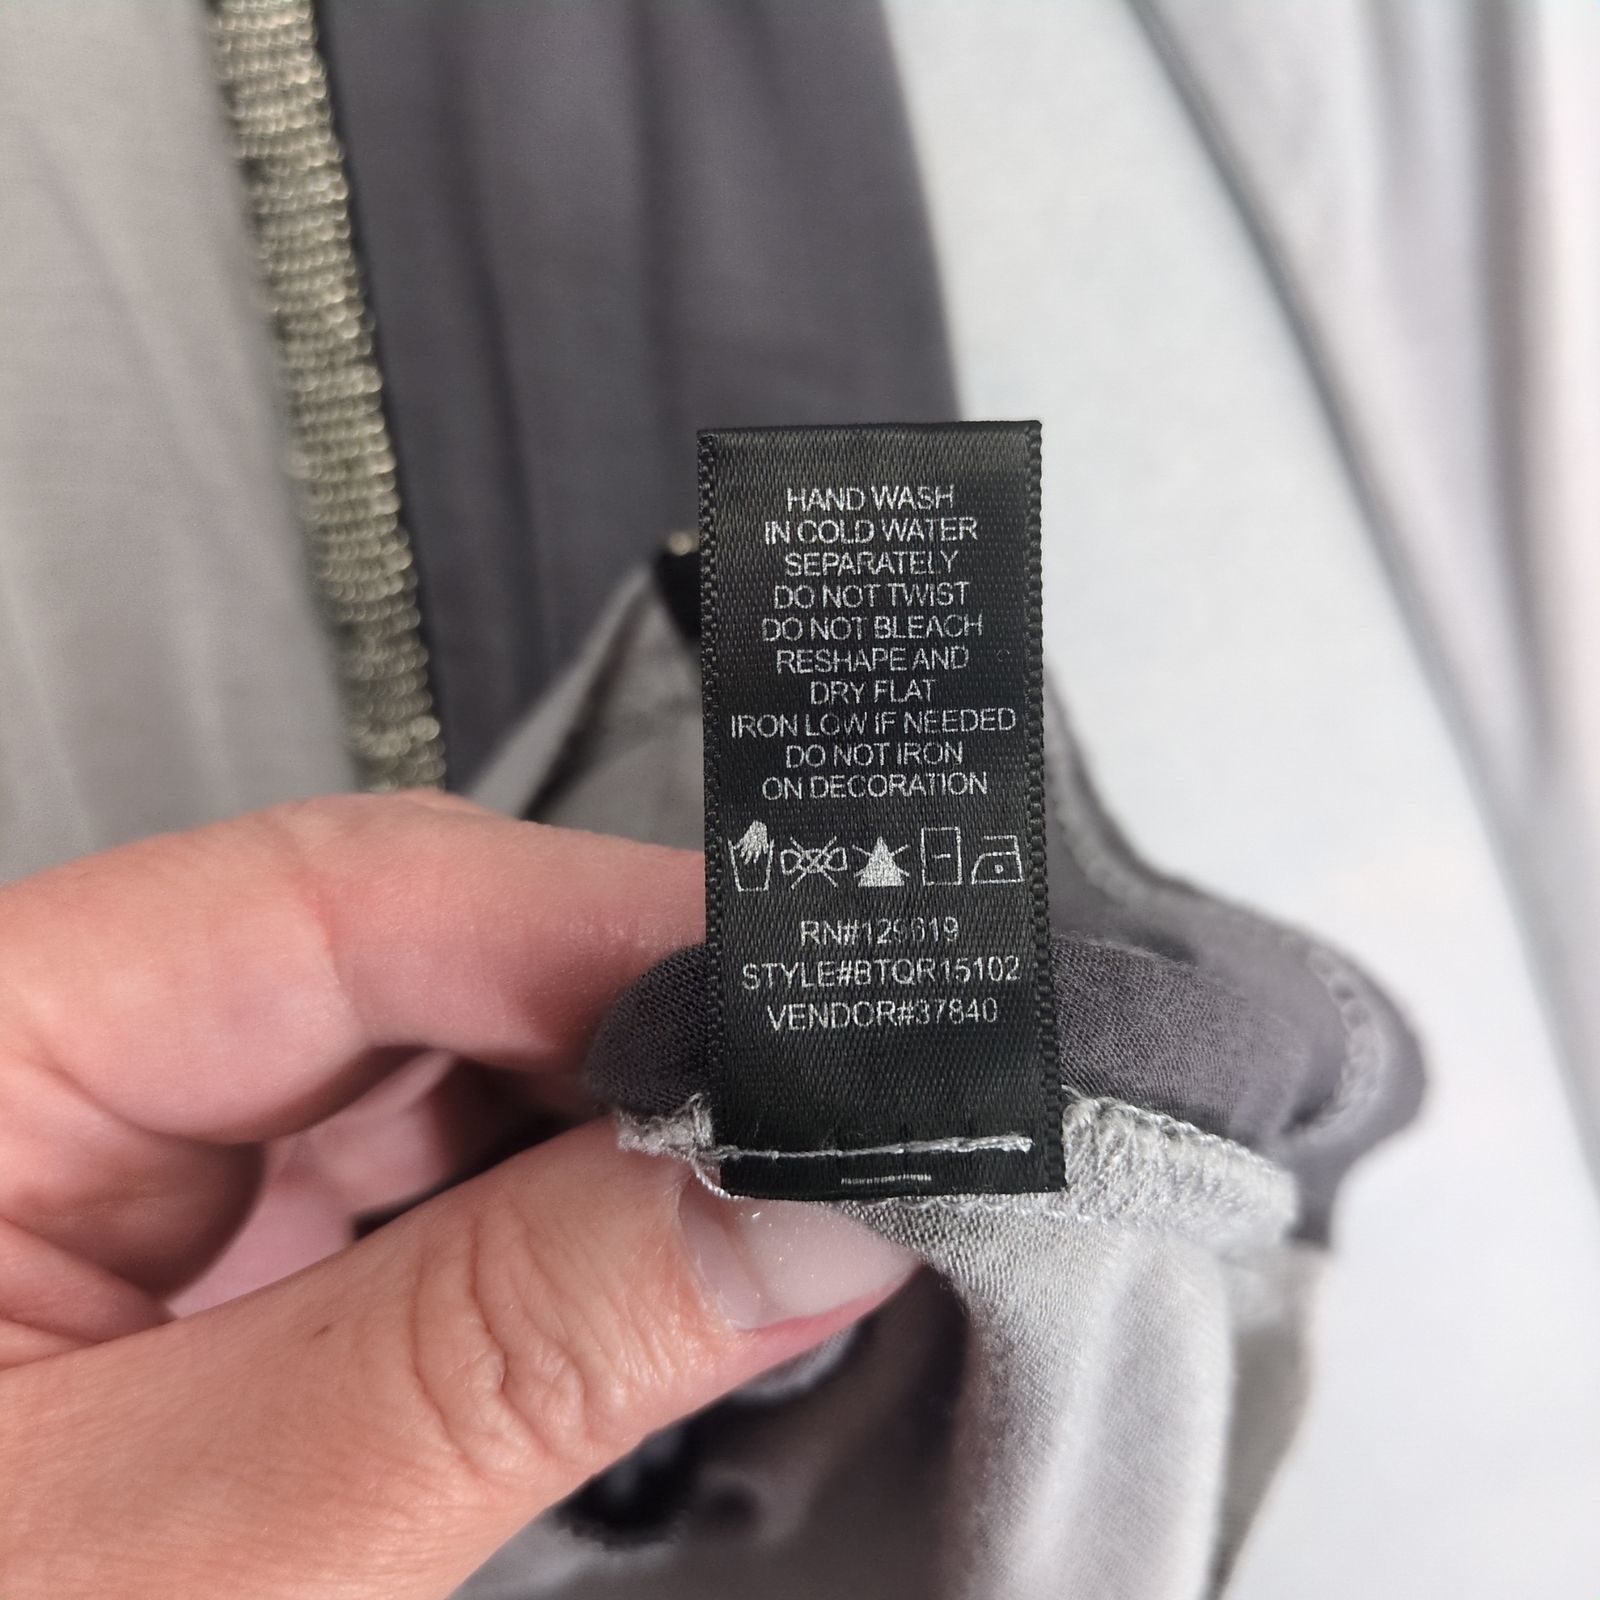 HAND WASH
IN COLD WATER
SEPARATELY
DO NOT TWIST
DO NOT BLEACH
RESHAPE AND
DRY FLAT
IRON LOW IF NEEDED
DO NOT IRON
ON DECORATION
STYLE#BTQR15102
VENDOR#37840